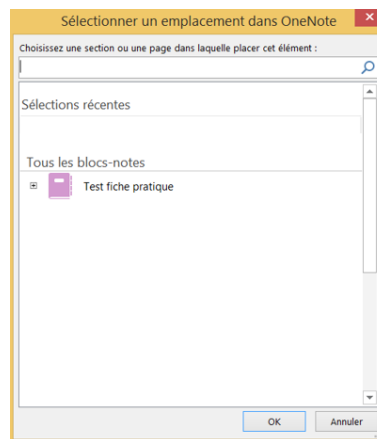 Sélectionner un emplacement dans OneNote
Choisissez une section ou une page dans laquelle placer cet élément :
Sélections récentes
Tous les blocs-notes
Test fiche pratique
OK Annuler